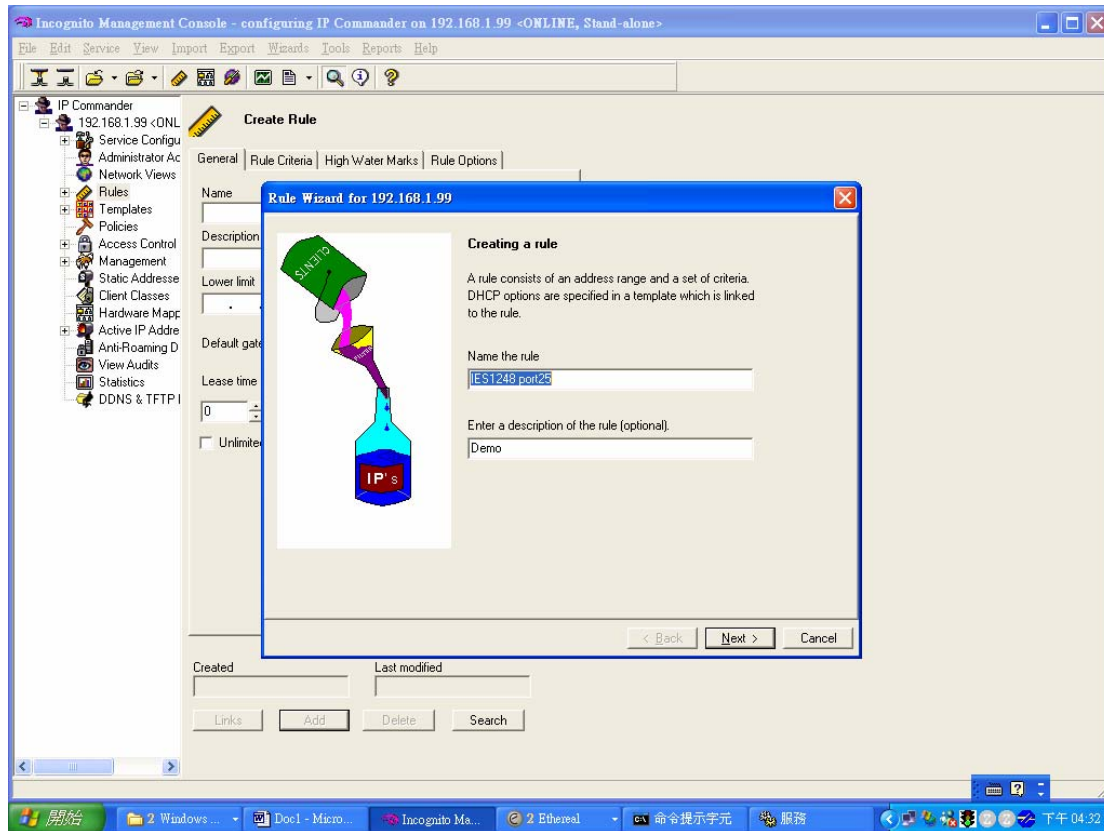 Incognito Management Console - configuring IP Commander on 192.168.1.99 <ONLINE, Stand-alone>
File Edit Service View Import Export Wizards Tools Reports Help
IP Commander
192.168.1.99 <ONL
Service Configu
Administrator Ac
Network Views
Rules
Templates
Policies
Access Control
Management
Static Addresse
Client Classes
Hardware Mapp
Active IP Addre
Anti-Roaming D
View Audits
Statistics
DDNS & TFTP
Create Rule
General Rule Criteria High Water Marks Rule Options
Name
Description
Lower limit
. .
Default gate
Lease time
0
Unlimite
Rule Wizard for 192.168.1.99
CLIENTS
FILTER
IP's
Creating a rule
A rule consists of an address range and a set of criteria.
DHCP options are specified in a template which is linked
to the rule.
Name the rule
IES1248 port25
Enter a description of the rule (optional).
Demo
< Back Next > Cancel
Created Last modified
Links Add Delete Search
開始 2 Windows ... Doc1 - Micro... Incognito Ma... 2 Ethereal 命令提示字元 服務 下午 04:32